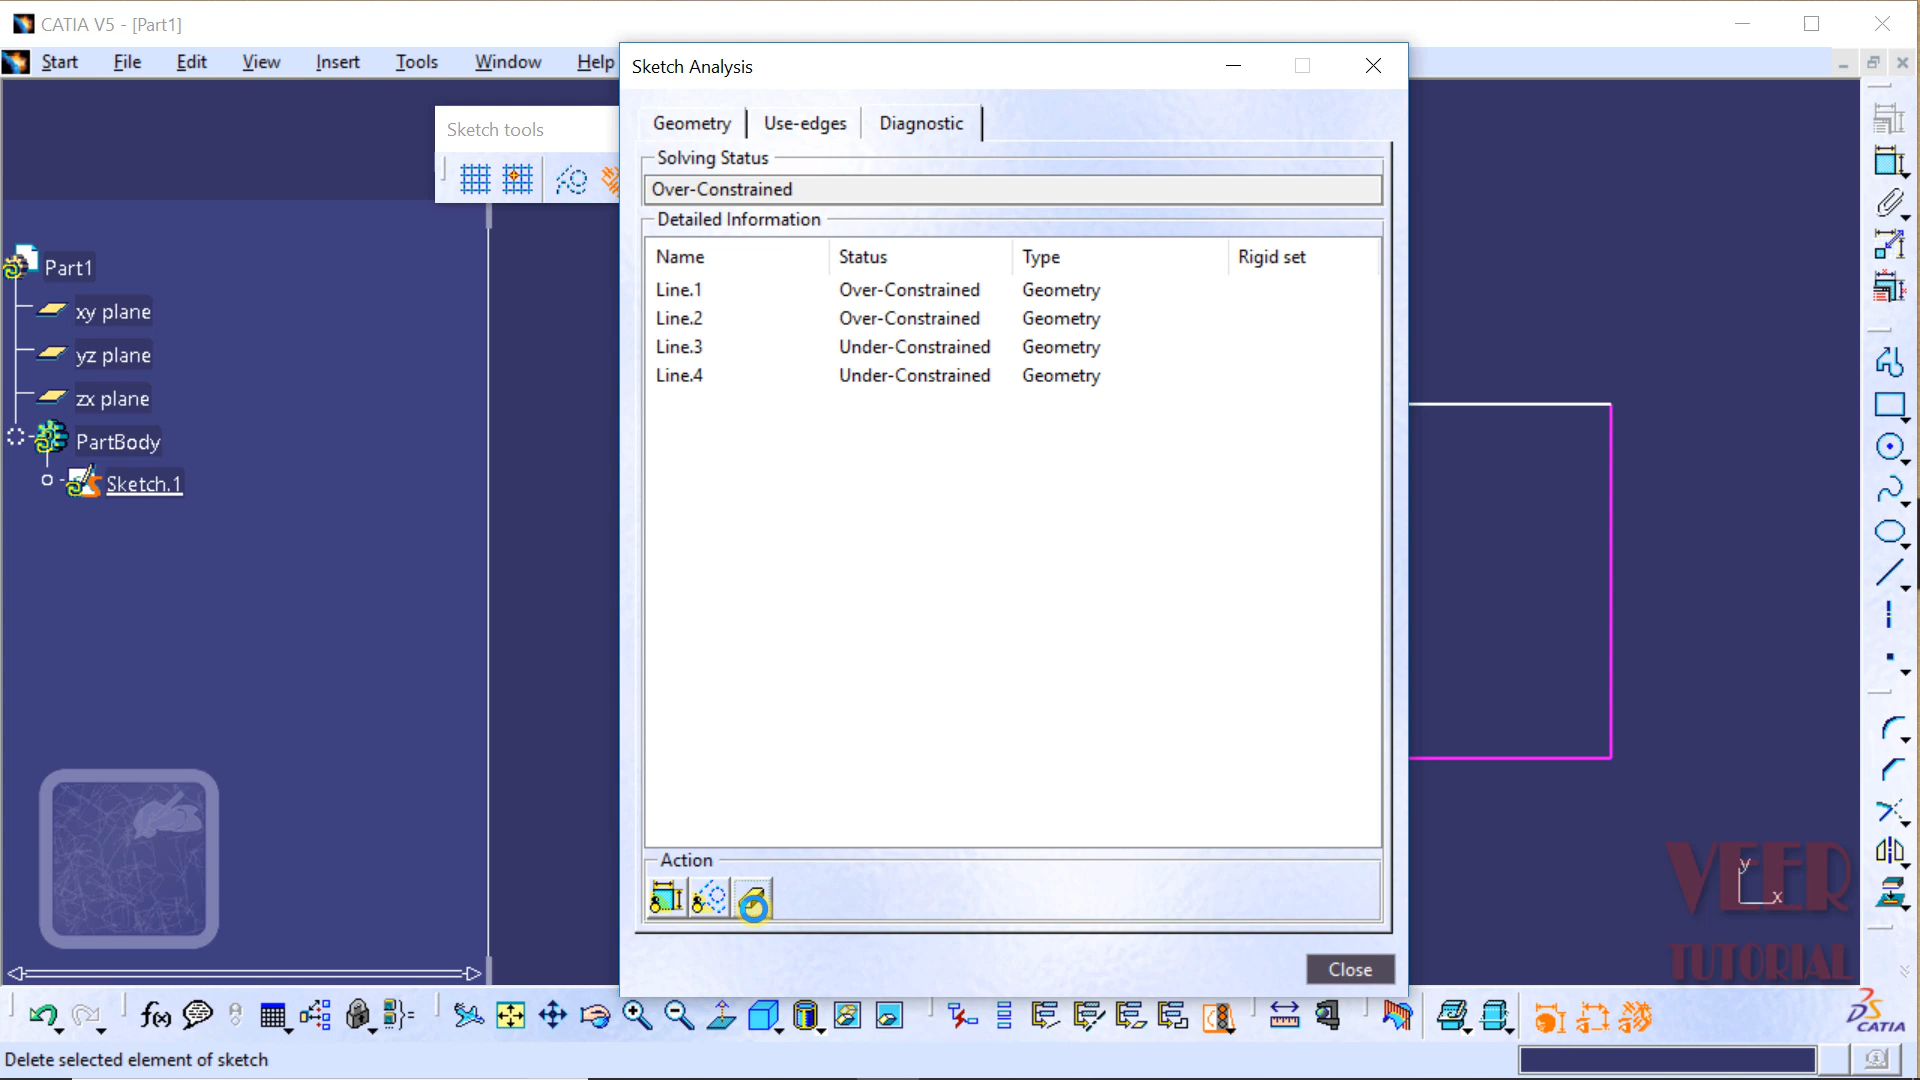 CATIA V5 - [Part1]
Start File Edit View Insert Tools Window Help
Sketch Analysis
Sketch tools
Geometry Use-edges Diagnostic
Solving Status
Over-Constrained
Detailed Information
Name Status Type Rigid set
Line.1 Over-Constrained Geometry
Line.2 Over-Constrained Geometry
Line.3 Under-Constrained Geometry
Line.4 Under-Constrained Geometry
Part1
xy plane
yz plane
zx plane
PartBody
Sketch.1
Action
Close
VEER
TUTORIAL
y
x
f(x)
CATIA
Delete selected element of sketch